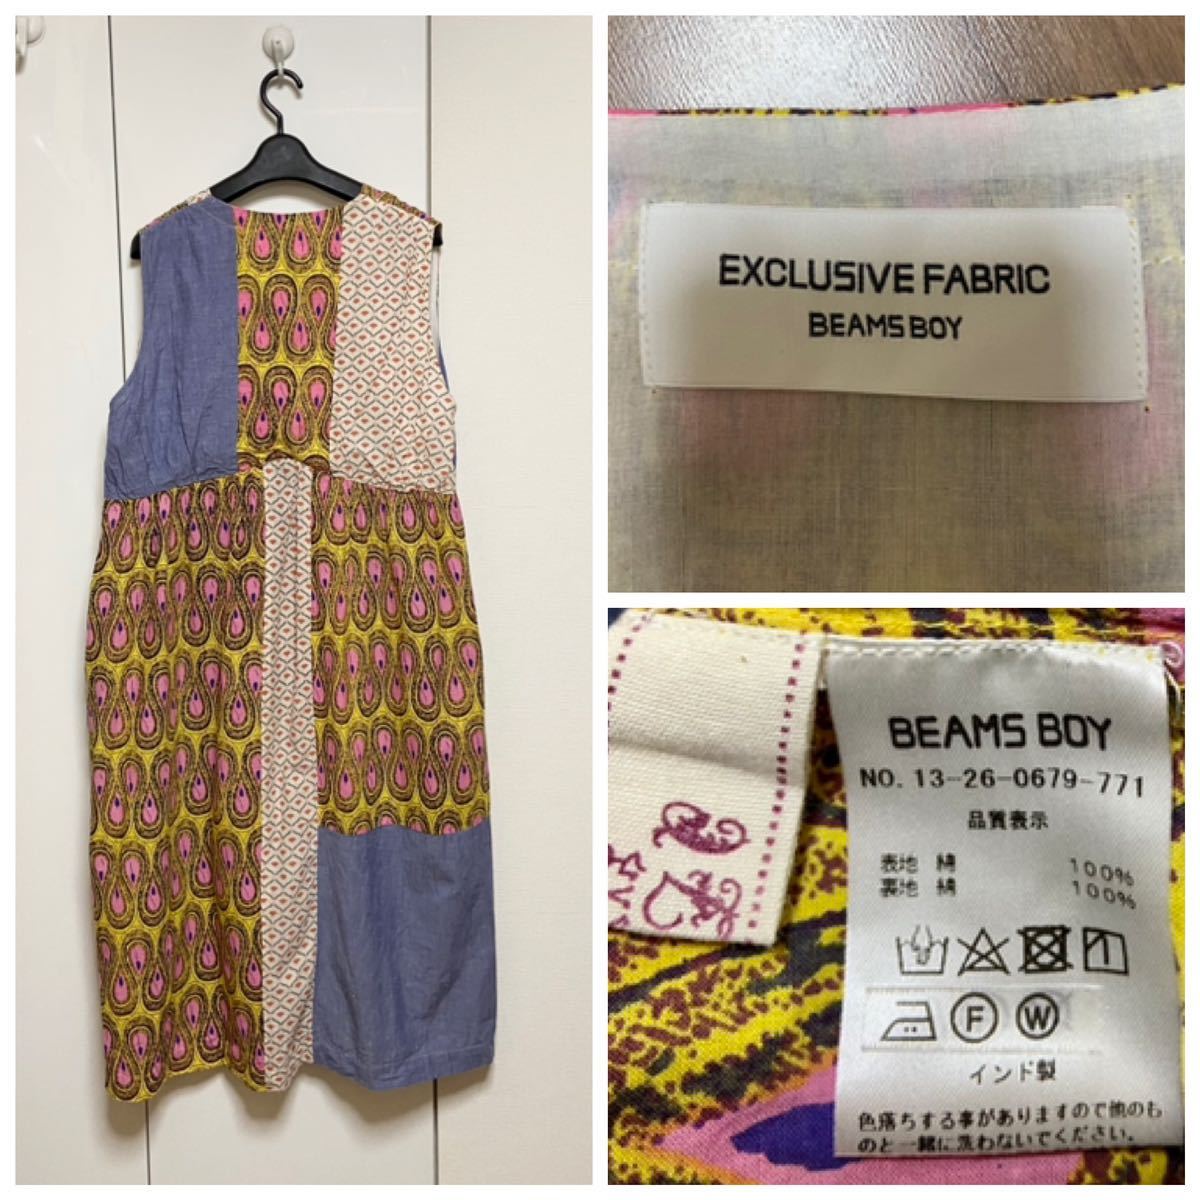 EXCLUSIVE FABRIC
BEAMS BOY
BEAMS BOY
NO. 13-26-0679-771
品質表示
表地 綿 100%
裏地 綿 100%
F W
インド製
色落ちする事がありますので他のも
のと一緒に洗わないでください。